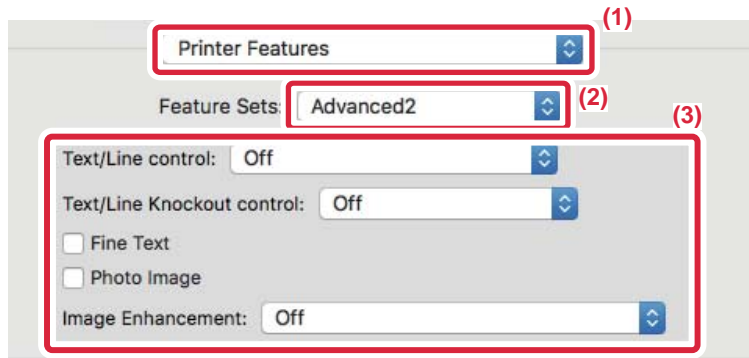 (1)
Printer Features
Feature Sets: Advanced2
(2)
(3)
Text/Line control: Off
Text/Line Knockout control: Off
Fine Text
Photo Image
Image Enhancement: Off